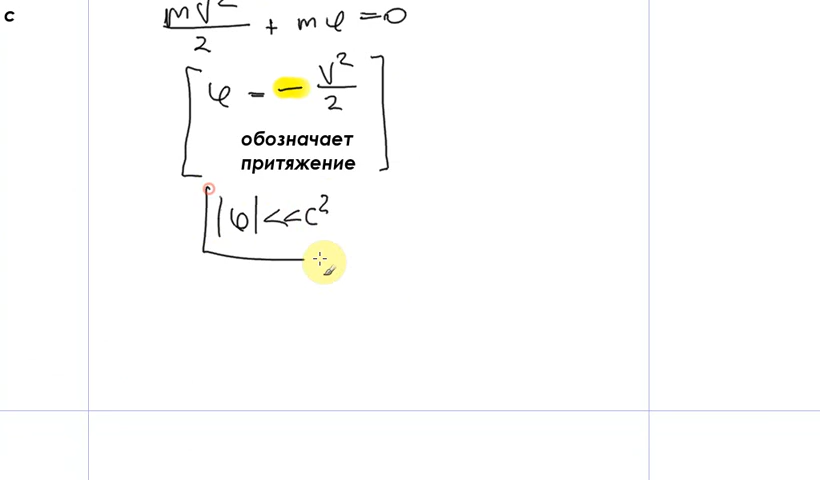 c
mv²/2 + mφ = 0
φ = - v²/2
обозначает
притяжение
|φ| << c²